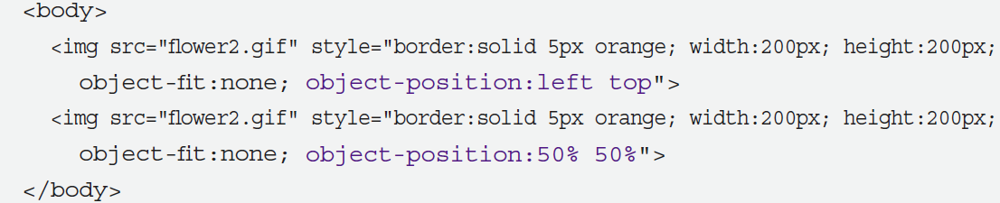 <body>
<img src="flower2.gif" style="border:solid 5px orange; width:200px; height:200px;
object-fit:none; object-position:left top">
<img src="flower2.gif" style="border:solid 5px orange; width:200px; height:200px;
object-fit:none; object-position:50% 50%">
</body>